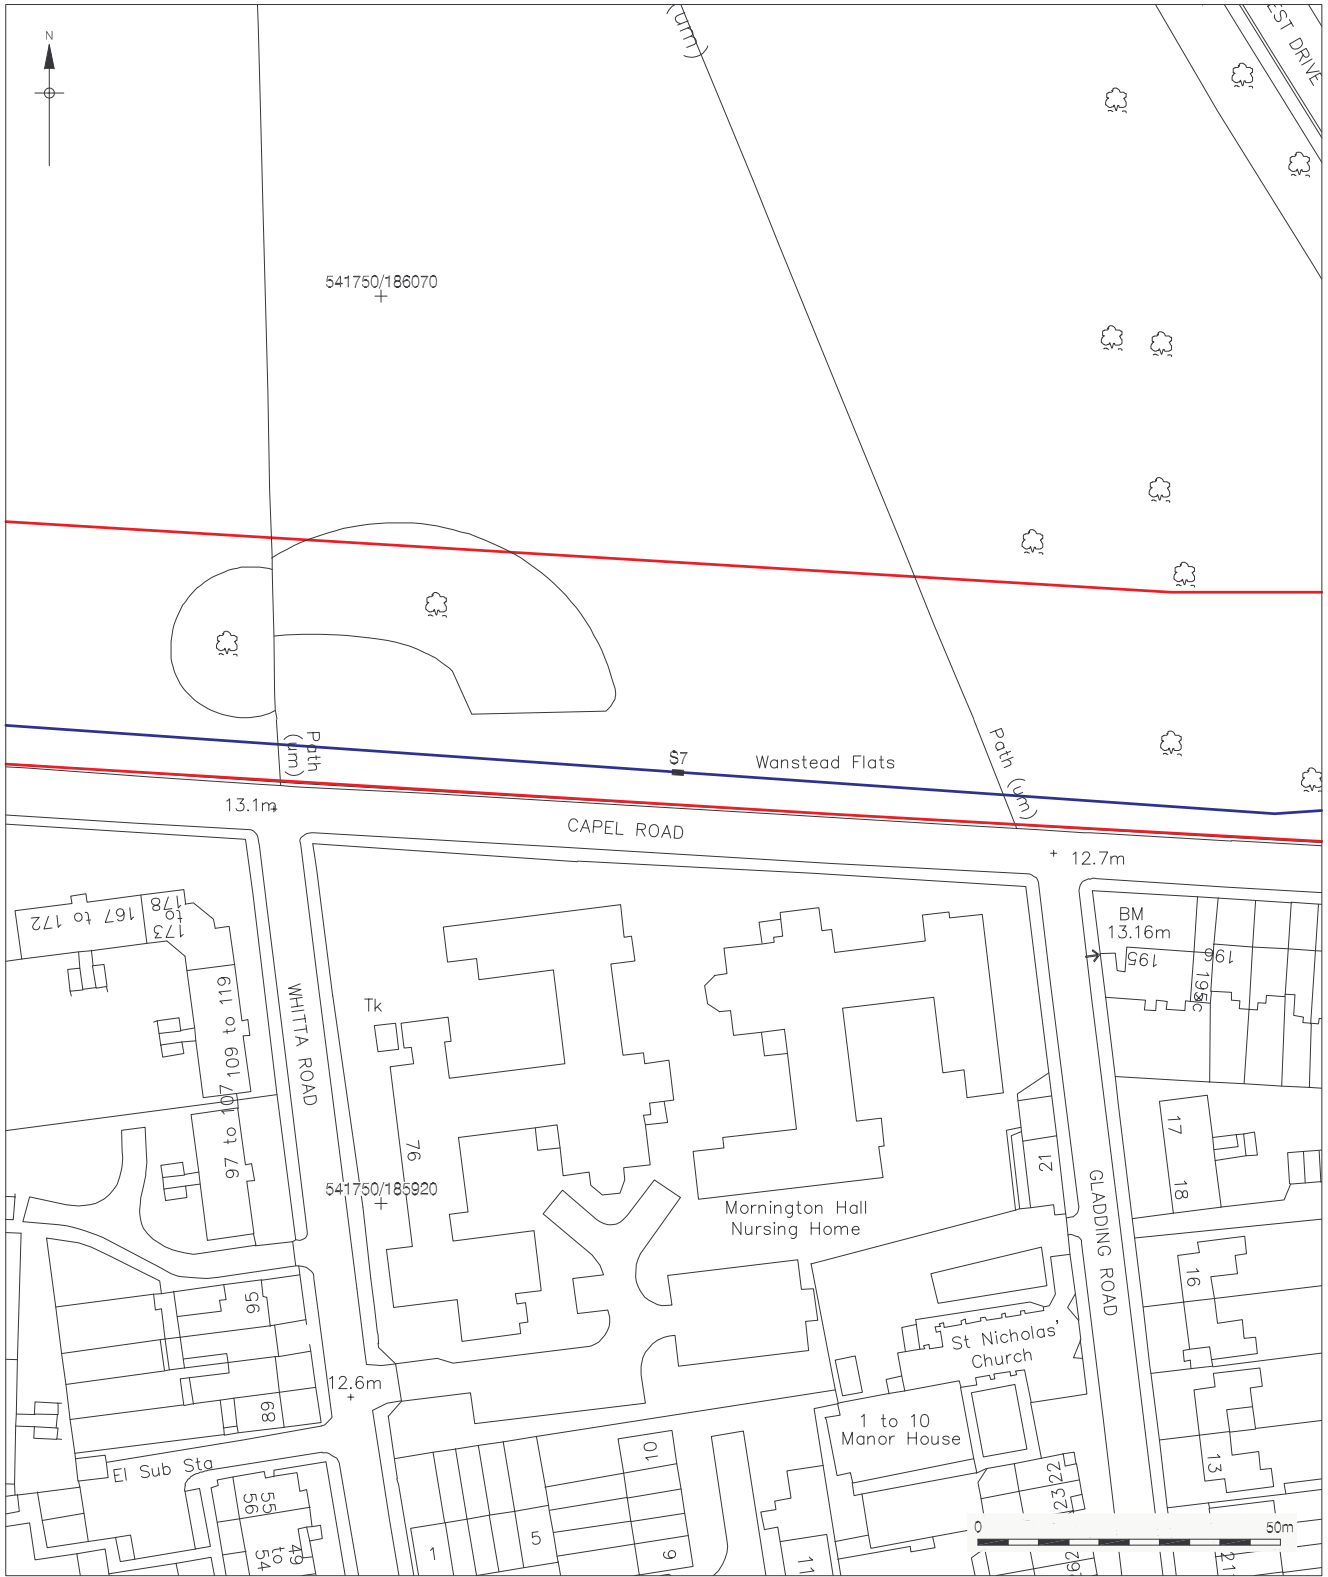 N
(um)
EST DRIVE
541750/186070
Path
(um)
S7
Wanstead Flats
Path (um)
13.1m
CAPEL ROAD
12.7m
BM
13.16m
167 to 172
173
to
178
195
196
195c
109 to 119
WHITTA ROAD
Tk
97 to 107
76
17
21
18
541750/185920
Mornington Hall
Nursing Home
GLADDING ROAD
16
95
St Nicholas'
Church
12.6m
89
1 to 10
Manor House
El Sub Sta
10
13
22
23
55
56
49
to
54
1
5
6
11
0
50m